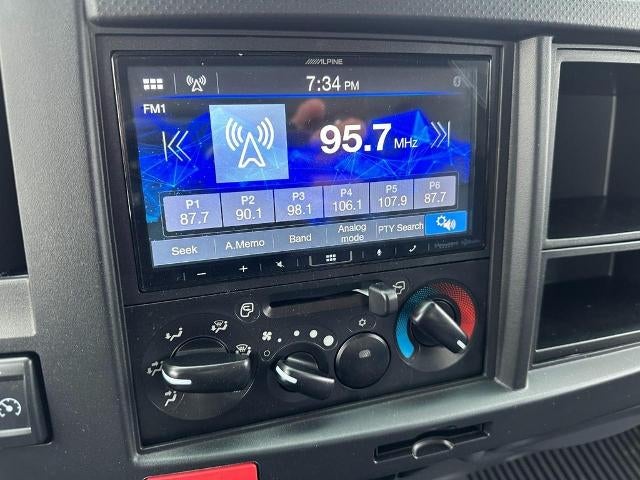 ALPINE
7:34 PM
FM1
95.7 MHz
P1 P2 P3 P4 P5 P6
87.7 90.1 98.1 106.1 107.9 87.7
Seek A.Memo Band Analog mode PTY Search